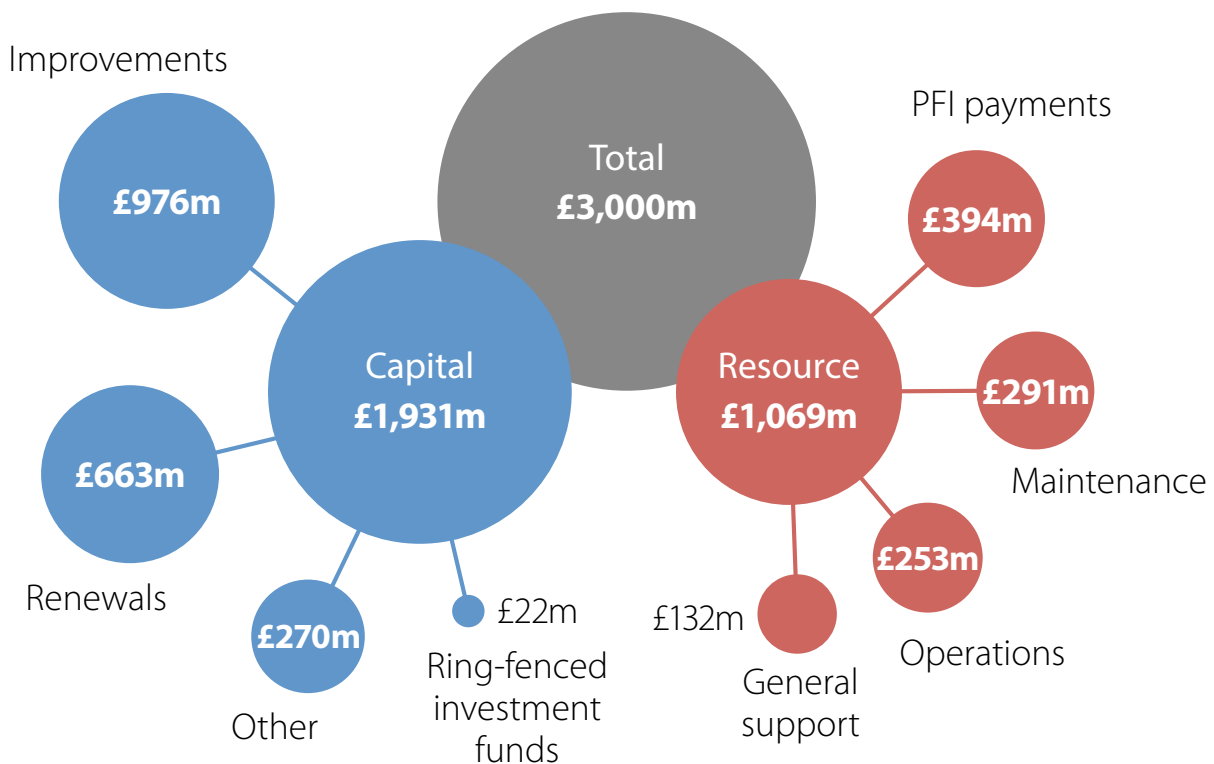 Total
£3,000m
Improvements
£976m
Capital
£1,931m
£663m
Renewals
£270m
Other
£22m
Ring-fenced
investment
funds
PFI payments
£394m
Resource
£1,069m
£291m
Maintenance
£253m
Operations
£132m
General
support